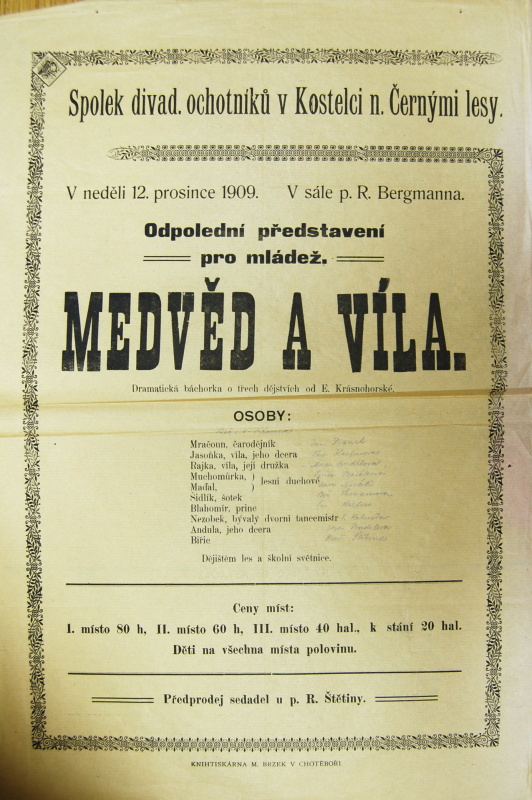 Spolek divad. ochotníků v Kostelci n. Černými lesy.
V neděli 12. prosince 1909. V sále p. R. Bergmanna.
Odpolední představení
pro mládež.
MEDVĚD A VÍLA.
Dramatická báchorka o třech dějstvích od E. Krásnohorské.
OSOBY:
Mračoun, čarodějník
Jasoňka, víla, jeho dcera
Rajka, víla, její družka
Muchomůrka, )
Maďal, ) lesní duchové
Šidlík, šotek
Blahomír, princ
Nezobek, bývalý dvorní tancemistr
Andula, jeho dcera
Biřic
Dějištěm les a školní světnice.
Ceny míst:
I. místo 80 h, II. místo 60 h, III. místo 40 hal., k stání 20 hal.
Děti na všechna místa polovinu.
Předprodej sedadel u p. R. Štětiny.
KNIHTISKÁRNA M. BRZEK V CHOTĚBOŘI